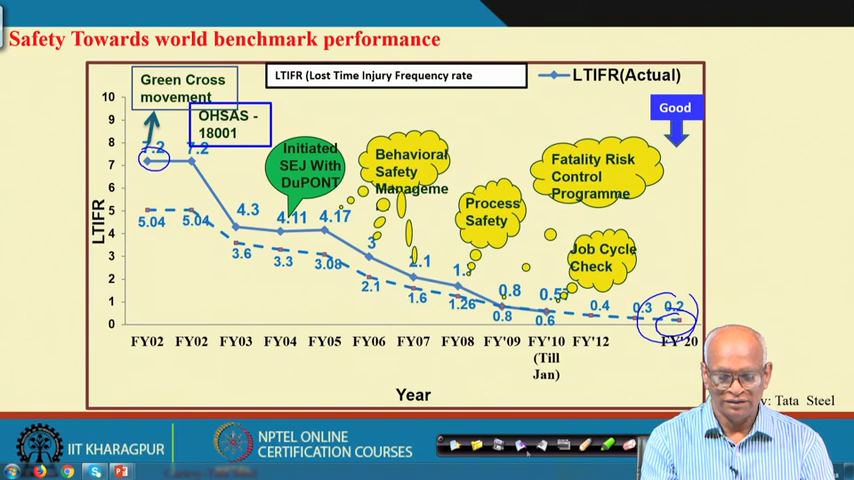 Safety Towards world benchmark performance
LTIFR (Lost Time Injury Frequency rate
LTIFR(Actual)
Green Cross
movement
OHSAS -
18001
Good
Initiated
SEJ With
DuPONT
Behavioral
Safety
Manageme
Process
Safety
Fatality Risk
Control
Programme
Job Cycle
Check
LTIFR
10
9
8
7
6
5
4
3
2
1
0
7.2 7.2 4.3 4.11 4.17 3 2.1 0.8
5.04 5.04 3.6 3.3 3.08 2.1 1.6 1.26 0.8 0.6 0.4 0.3 0.2
FY02 FY02 FY03 FY04 FY05 FY06 FY07 FY08 FY'09 FY'10 FY'12 FY'20
(Till
Jan)
Year
Tata Steel
IIT KHARAGPUR
NPTEL ONLINE
CERTIFICATION COURSES